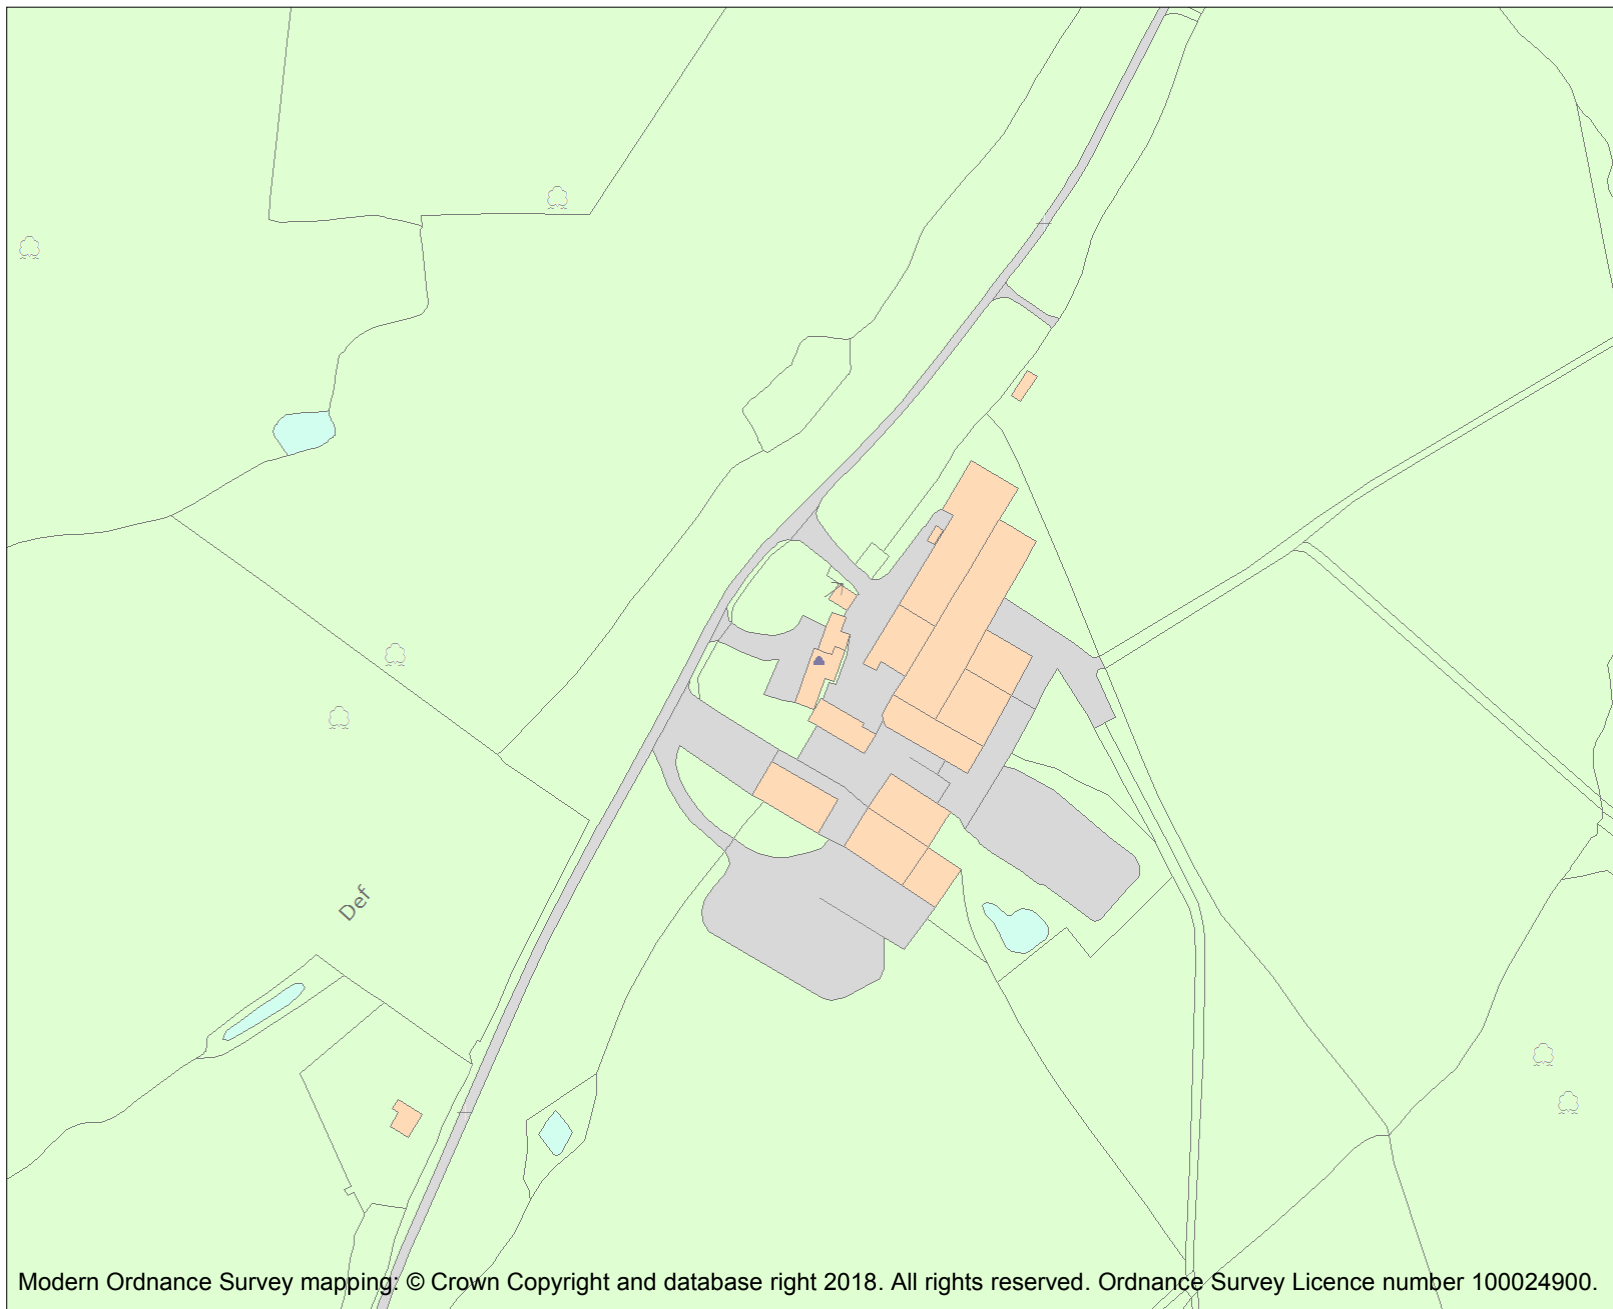 Def
Modern Ordnance Survey mapping: © Crown Copyright and database right 2018. All rights reserved. Ordnance Survey Licence number 100024900.